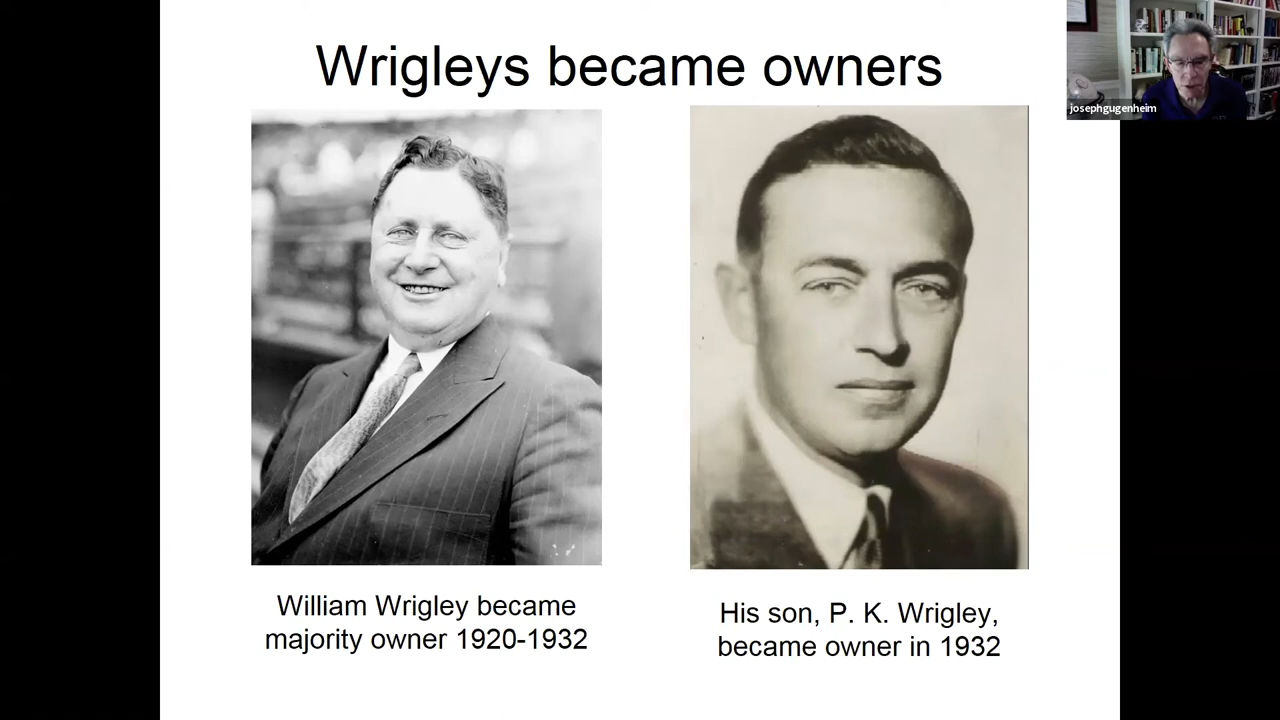 Wrigleys became owners
josephgugenheim
William Wrigley became
majority owner 1920-1932
His son, P. K. Wrigley,
became owner in 1932